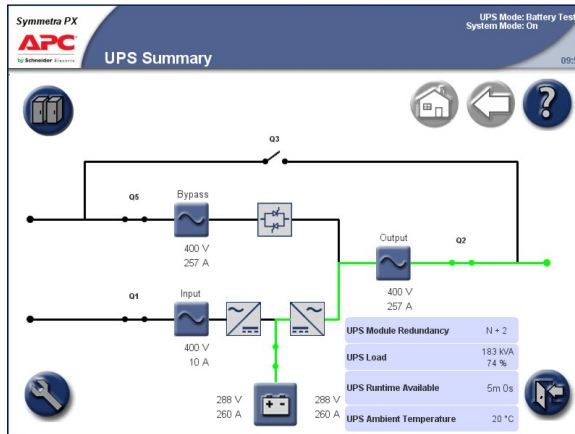 Symmetra PX
APC
by Schneider Electric
UPS Summary
UPS Mode: Battery Test
System Mode: On
Q3
Q5
Bypass
400 V
257 A
Output
Q2
400 V
257 A
Q1
Input
400 V
10 A
288 V
260 A
288 V
260 A
UPS Module Redundancy N + 2
UPS Load 183 kVA
74 %
UPS Runtime Available 5m 0s
UPS Ambient Temperature 20 °C